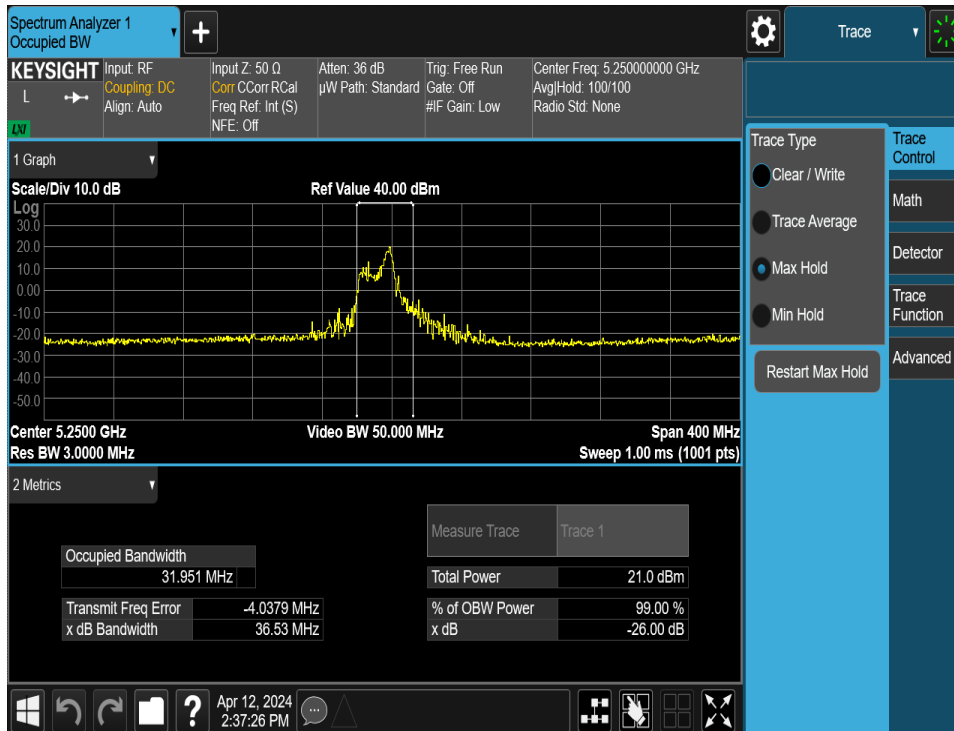 Spectrum Analyzer 1
Occupied BW
+
Trace
KEYSIGHT
L
LXI
Input: RF
Coupling: DC
Align: Auto
Input Z: 50 Ω
Corr CCorr RCal
Freq Ref: Int (S)
NFE: Off
Atten: 36 dB
µW Path: Standard
Trig: Free Run
Gate: Off
#IF Gain: Low
Center Freq: 5.250000000 GHz
Avg|Hold: 100/100
Radio Std: None
1 Graph
Scale/Div 10.0 dB
Ref Value 40.00 dBm
Log
30.0
20.0
10.0
0.00
-10.0
-20.0
-30.0
-40.0
-50.0
Center 5.2500 GHz
Video BW 50.000 MHz
Span 400 MHz
Res BW 3.0000 MHz
Sweep 1.00 ms (1001 pts)
2 Metrics
Measure Trace
Trace 1
Occupied Bandwidth
31.951 MHz
Total Power
21.0 dBm
Transmit Freq Error
-4.0379 MHz
% of OBW Power
99.00 %
x dB Bandwidth
36.53 MHz
x dB
-26.00 dB
Trace Type
Clear / Write
Trace Average
Max Hold
Min Hold
Restart Max Hold
Trace
Control
Math
Detector
Trace
Function
Advanced
?
Apr 12, 2024
2:37:26 PM